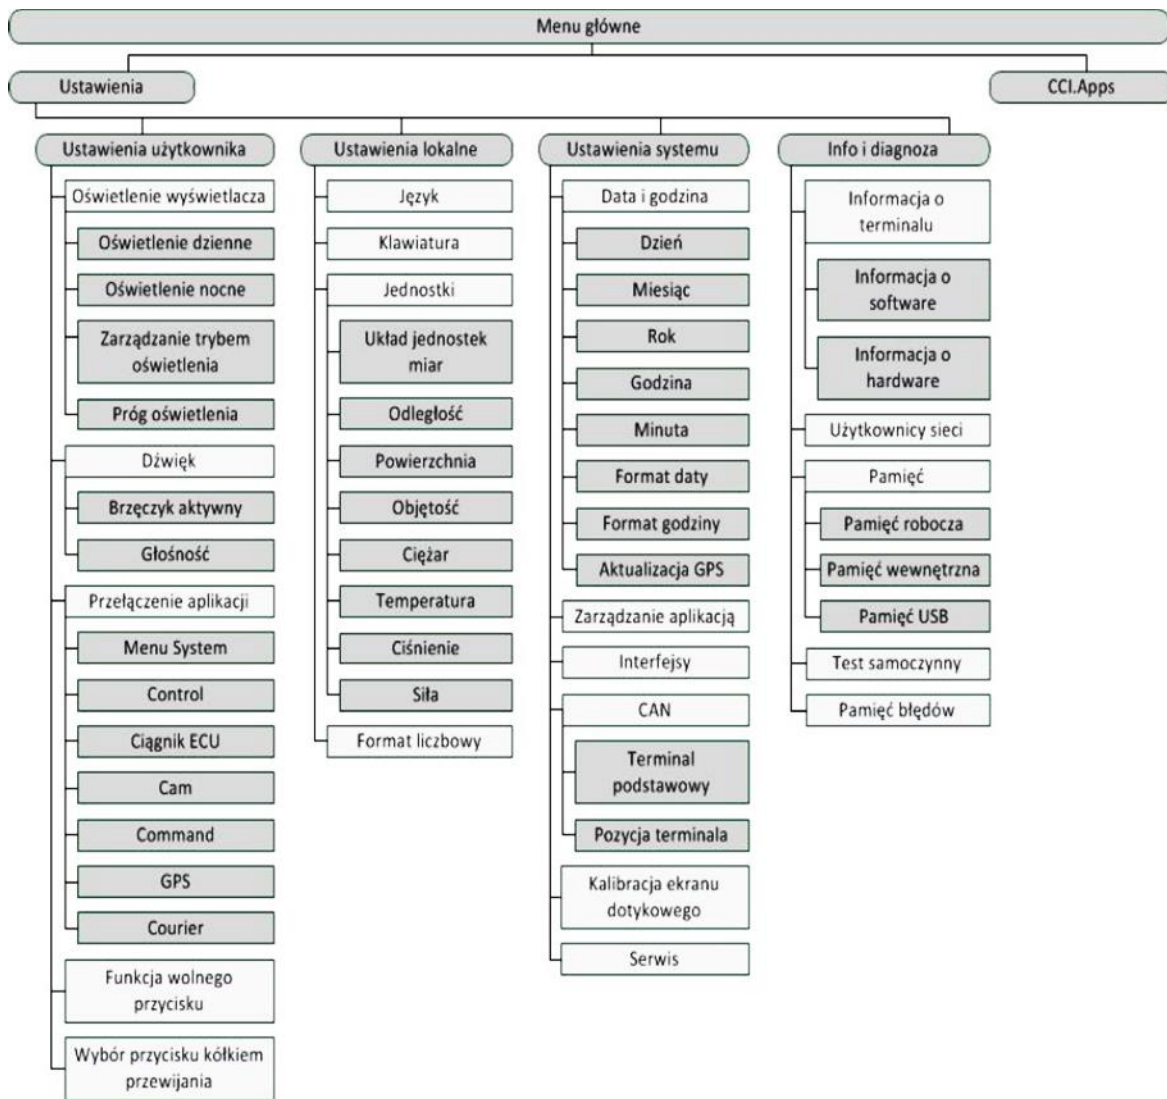 Menu główne
Ustawienia
CCI.Apps
Ustawienia użytkownika
Oświetlenie wyświetlacza
Oświetlenie dzienne
Oświetlenie nocne
Zarządzanie trybem
oświetlenia
Próg oświetlenia
Dźwięk
Brzęczyk aktywny
Głośność
Przełączenie aplikacji
Menu System
Control
Ciągnik ECU
Cam
Command
GPS
Courier
Funkcja wolnego
przycisku
Wybór przycisku kółkiem
przewijania
Ustawienia lokalne
Język
Klawiatura
Jednostki
Układ jednostek
miar
Odległość
Powierzchnia
Objętość
Ciężar
Temperatura
Ciśnienie
Siła
Format liczbowy
Ustawienia systemu
Data i godzina
Dzień
Miesiąc
Rok
Godzina
Minuta
Format daty
Format godziny
Aktualizacja GPS
Zarządzanie aplikacją
Interfejsy
CAN
Terminal
podstawowy
Pozycja terminala
Kalibracja ekranu
dotykowego
Serwis
Info i diagnoza
Informacja o
terminalu
Informacja o
software
Informacja o
hardware
Użytkownicy sieci
Pamięć
Pamięć robocza
Pamięć wewnętrzna
Pamięć USB
Test samoczynny
Pamięć błędów